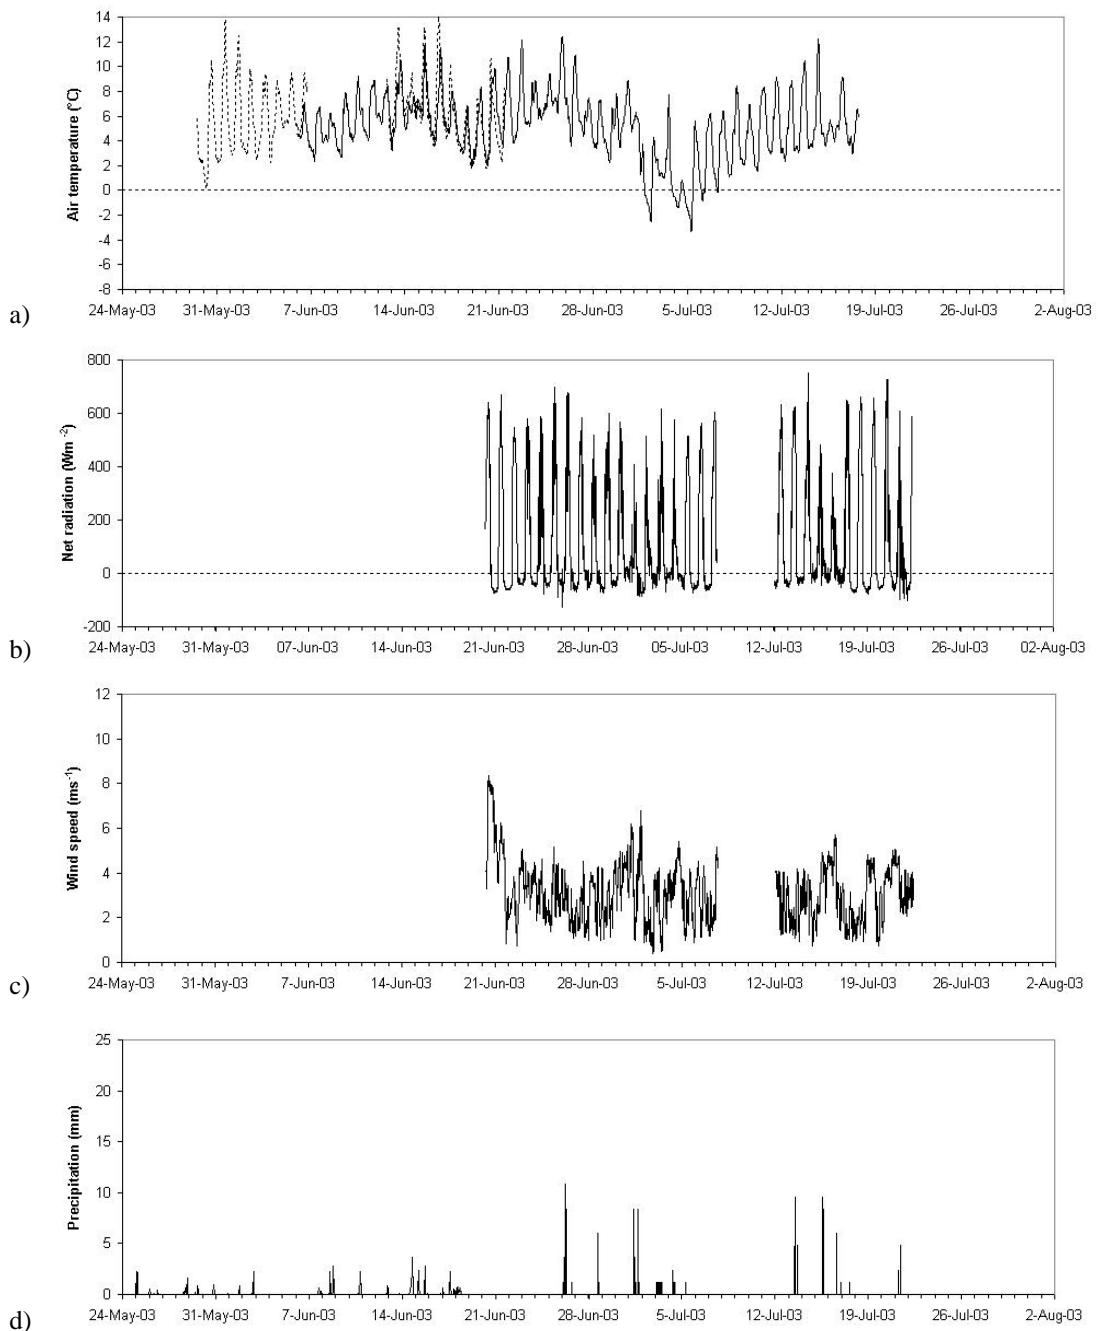 14
12
10
8
6
4
2
0
-2
-4
-6
-8
Air temperature (°C)
24-May-03 31-May-03 7-Jun-03 14-Jun-03 21-Jun-03 28-Jun-03 5-Jul-03 12-Jul-03 19-Jul-03 26-Jul-03 2-Aug-03
a)
800
600
400
200
0
-200
Net radiation (Wm-2)
24-May-03 31-May-03 07-Jun-03 14-Jun-03 21-Jun-03 28-Jun-03 05-Jul-03 12-Jul-03 19-Jul-03 26-Jul-03 02-Aug-03
b)
12
10
8
6
4
2
0
Wind speed (ms-1)
24-May-03 31-May-03 7-Jun-03 14-Jun-03 21-Jun-03 28-Jun-03 5-Jul-03 12-Jul-03 19-Jul-03 26-Jul-03 2-Aug-03
c)
25
20
15
10
5
0
Precipitation (mm)
24-May-03 31-May-03 7-Jun-03 14-Jun-03 21-Jun-03 28-Jun-03 5-Jul-03 12-Jul-03 19-Jul-03 26-Jul-03 2-Aug-03
d)